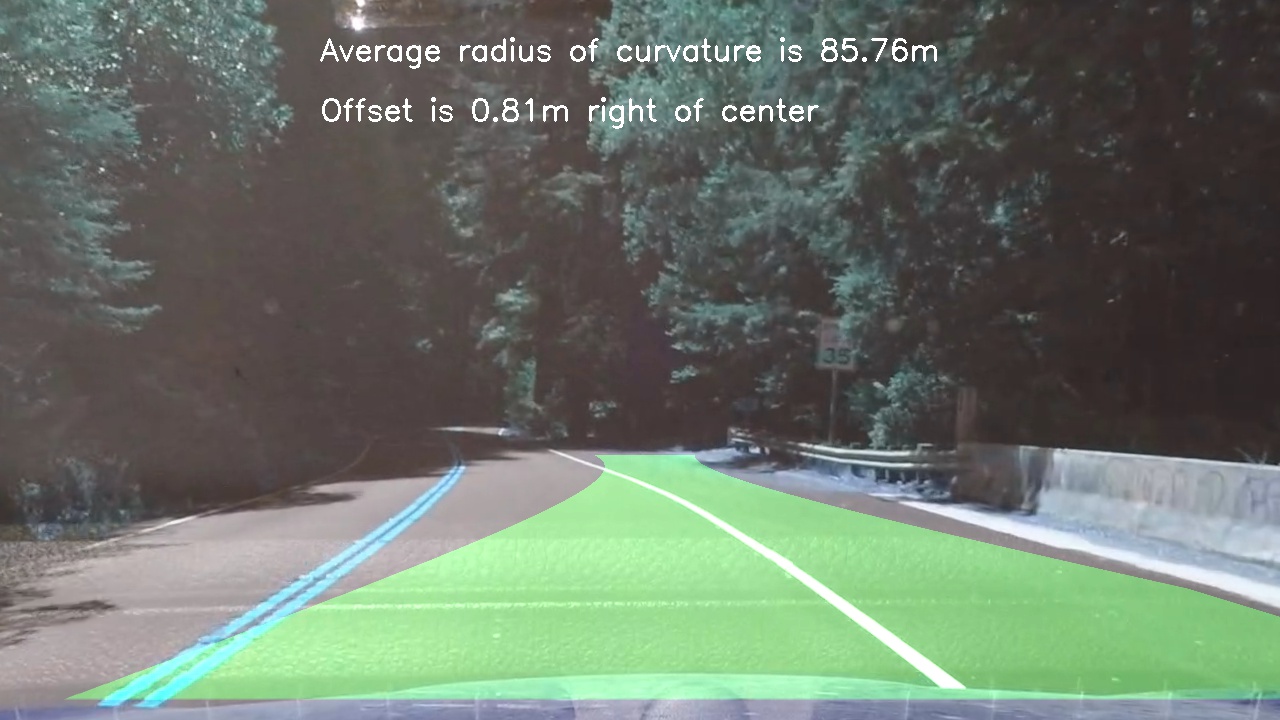 Average radius of curvature is 85.76m
Offset is 0.81m right of center
35